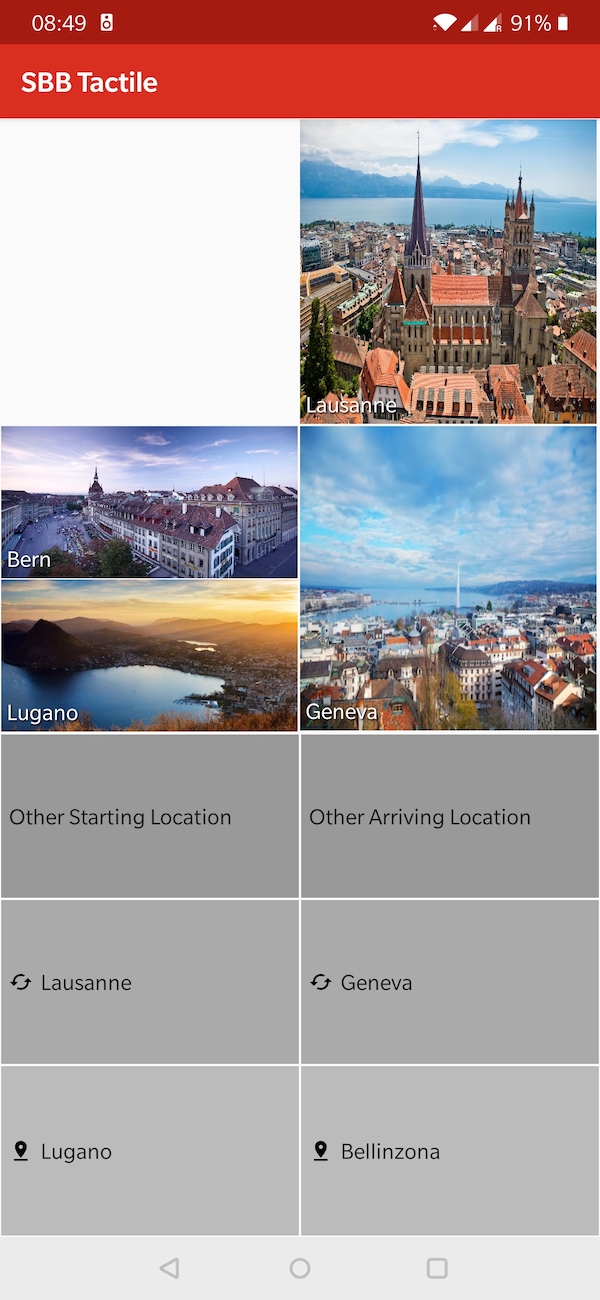 08:49
91%
SBB Tactile
Lausanne
Bern
Lugano
Geneva
Other Starting Location
Other Arriving Location
Lausanne
Geneva
Lugano
Bellinzona